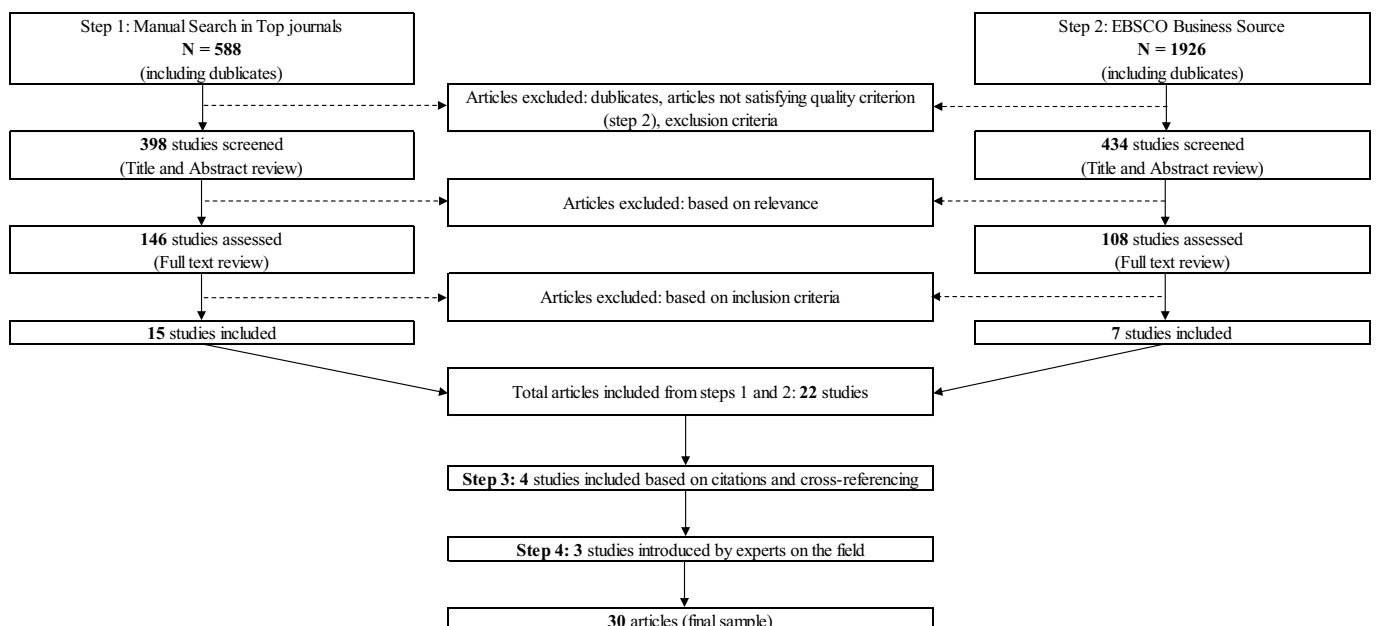 Step 1: Manual Search in Top journals
N = 588
(including dublicates)
Step 2: EBSCO Business Source
N = 1926
(including dublicates)
Articles excluded: dublicates, articles not satisfying quality criterion
(step 2), exclusion criteria
398 studies screened
(Title and Abstract review)
434 studies screened
(Title and Abstract review)
Articles excluded: based on relevance
146 studies assessed
(Full text review)
108 studies assessed
(Full text review)
Articles excluded: based on inclusion criteria
15 studies included
7 studies included
Total articles included from steps 1 and 2: 22 studies
Step 3: 4 studies included based on citations and cross-referencing
Step 4: 3 studies introduced by experts on the field
30 articles (final sample)